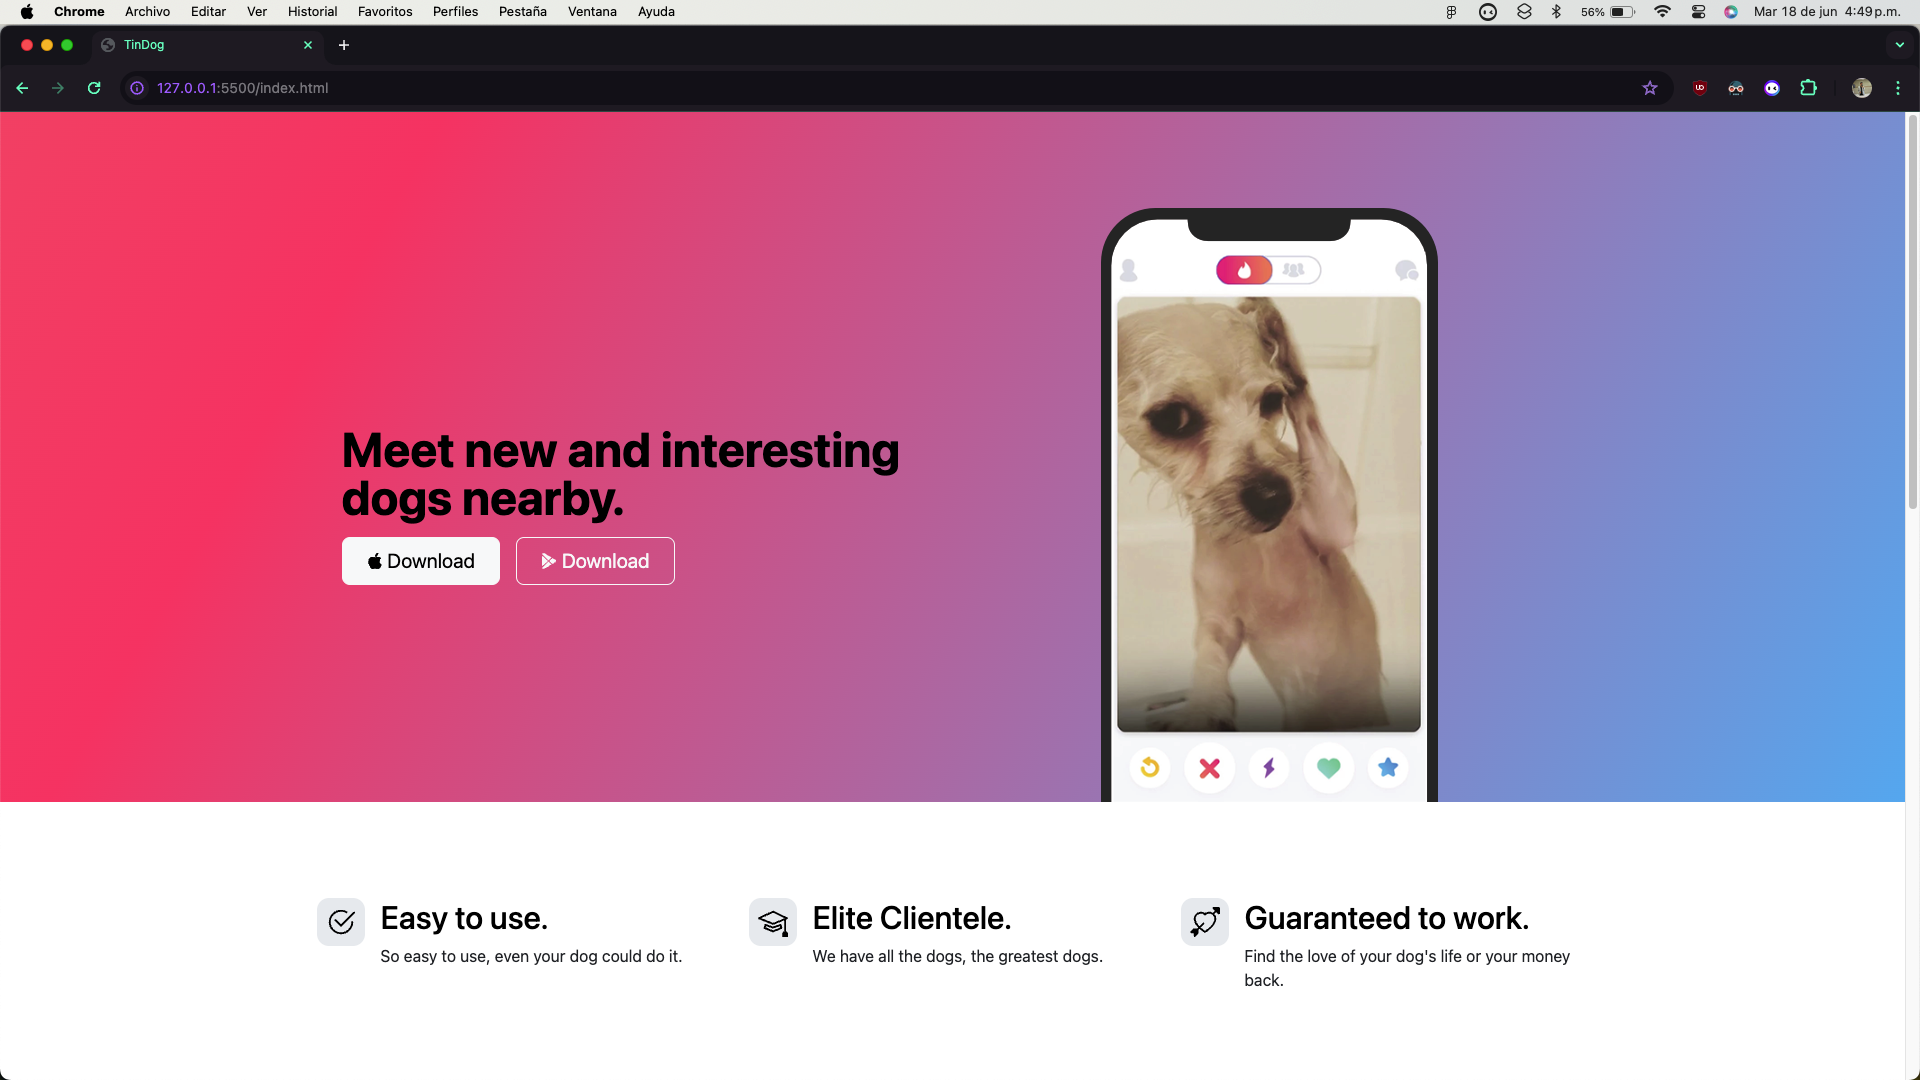 Chrome Archivo Editar Ver Historial Favoritos Perfiles Pestaña Ventana Ayuda 56% Mar 18 de jun 4:49 p.m.
TinDog
127.0.0.1:5500/index.html
Meet new and interesting
dogs nearby.
Download Download
Easy to use.
So easy to use, even your dog could do it.
Elite Clientele.
We have all the dogs, the greatest dogs.
Guaranteed to work.
Find the love of your dog's life or your money
back.